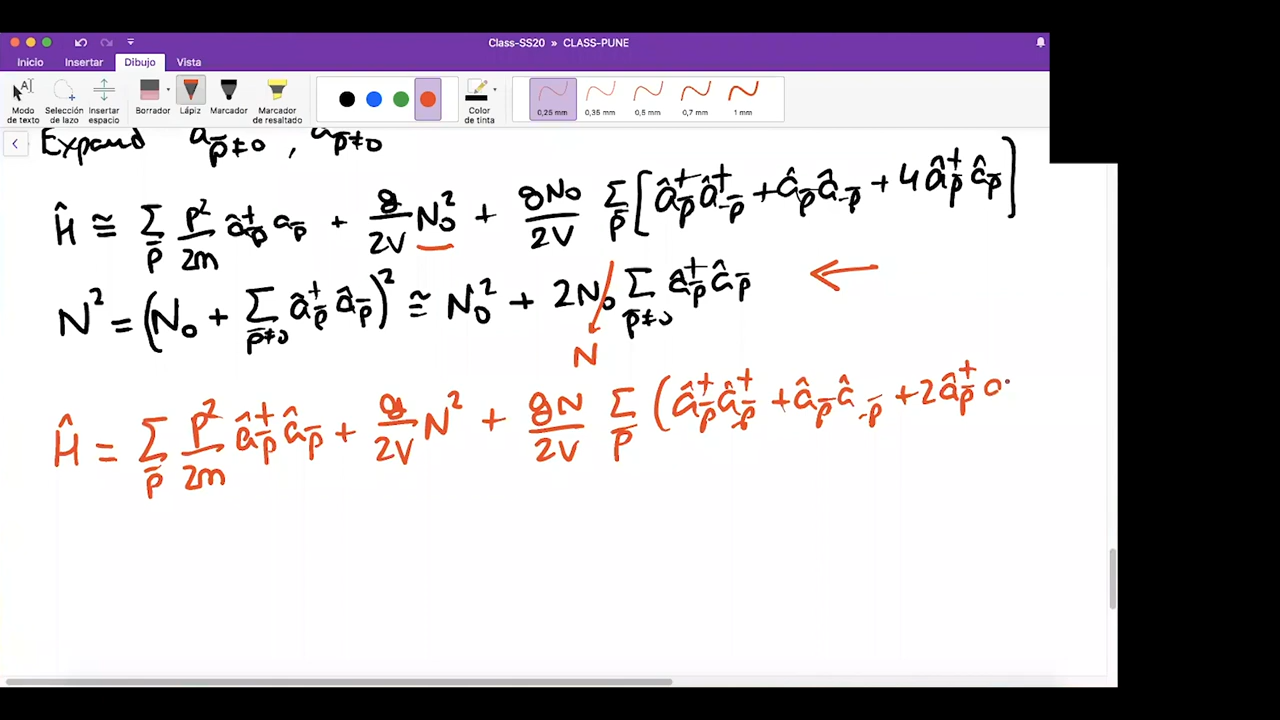 Class-SS20 » CLASS-PUNE
Inicio Insertar Dibujo Vista
Modo de texto Selección de lazo Insertar espacio Borrador Lápiz Marcador Marcador de resaltado Color de tinta 0,25 mm 0,35 mm 0,5 mm 0,7 mm 1 mm
Expand a_{p̄≠0} , a_{p̄≠0}
Ĥ ≅ Σ_p̄ p²/2m â†_p̄ a_p̄ + g/2V N₀² + gN₀/2V Σ_p̄ [â†_p̄ â†_-p̄ + â_p̄ â_-p̄ + 4 â†_p̄ â_p̄]
N² = (N₀ + Σ_{p̄≠0} â†_p̄ â_p̄)² ≅ N₀² + 2N₀ Σ_{p̄≠0} â†_p̄ â_p̄ ←
N
Ĥ = Σ_p̄ p²/2m â†_p̄ â_p̄ + g/2V N² + gN/2V Σ_p̄ (â†_p̄ â†_-p̄ + â_p̄ â_-p̄ + 2 â†_p̄